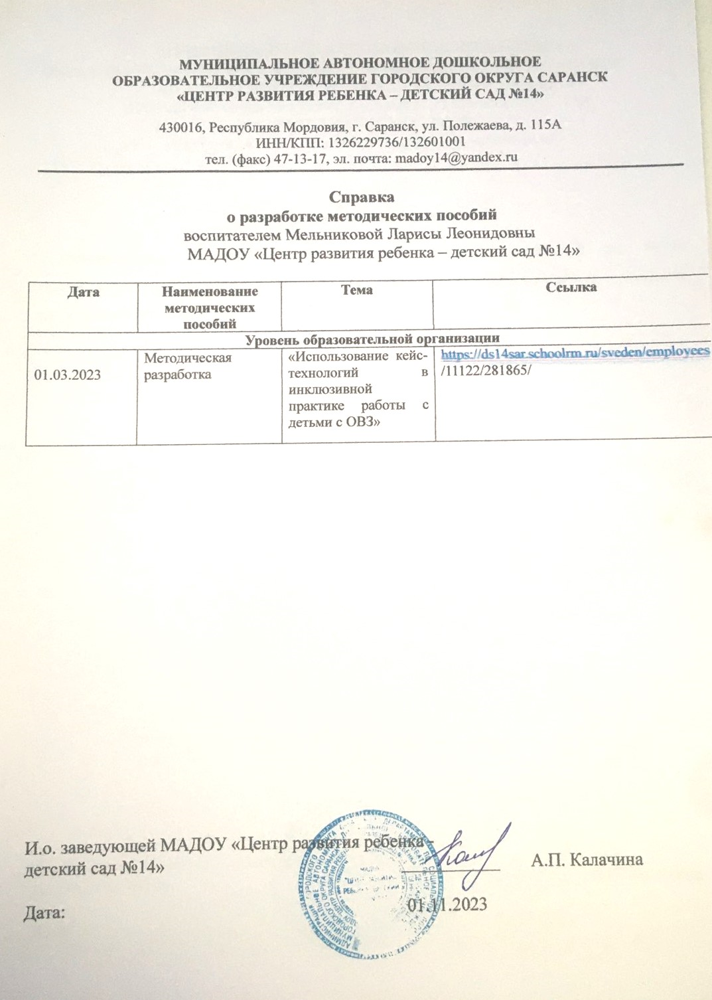 МУНИЦИПАЛЬНОЕ АВТОНОМНОЕ ДОШКОЛЬНОЕ
ОБРАЗОВАТЕЛЬНОЕ УЧРЕЖДЕНИЕ ГОРОДСКОГО ОКРУГА САРАНСК
«ЦЕНТР РАЗВИТИЯ РЕБЕНКА – ДЕТСКИЙ САД №14»
430016, Республика Мордовия, г. Саранск, ул. Полежаева, д. 115А
ИНН/КПП: 1326229736/132601001
тел. (факс) 47-13-17, эл. почта: madoy14@yandex.ru
Справка
о разработке методических пособий
воспитателем Мельниковой Ларисы Леонидовны
МАДОУ «Центр развития ребенка – детский сад №14»
Дата
Наименование
методических
пособий
Тема
Ссылка
Уровень образовательной организации
01.03.2023
Методическая
разработка
«Использование кейс-
технологий в
инклюзивной
практике работы с
детьми с ОВЗ»
https://ds14sar.schoolrm.ru/sveden/employees
/11122/281865/
И.о. заведующей МАДОУ «Центр развития ребенка -
детский сад №14»
А.П. Калачина
Дата:
01.11.2023